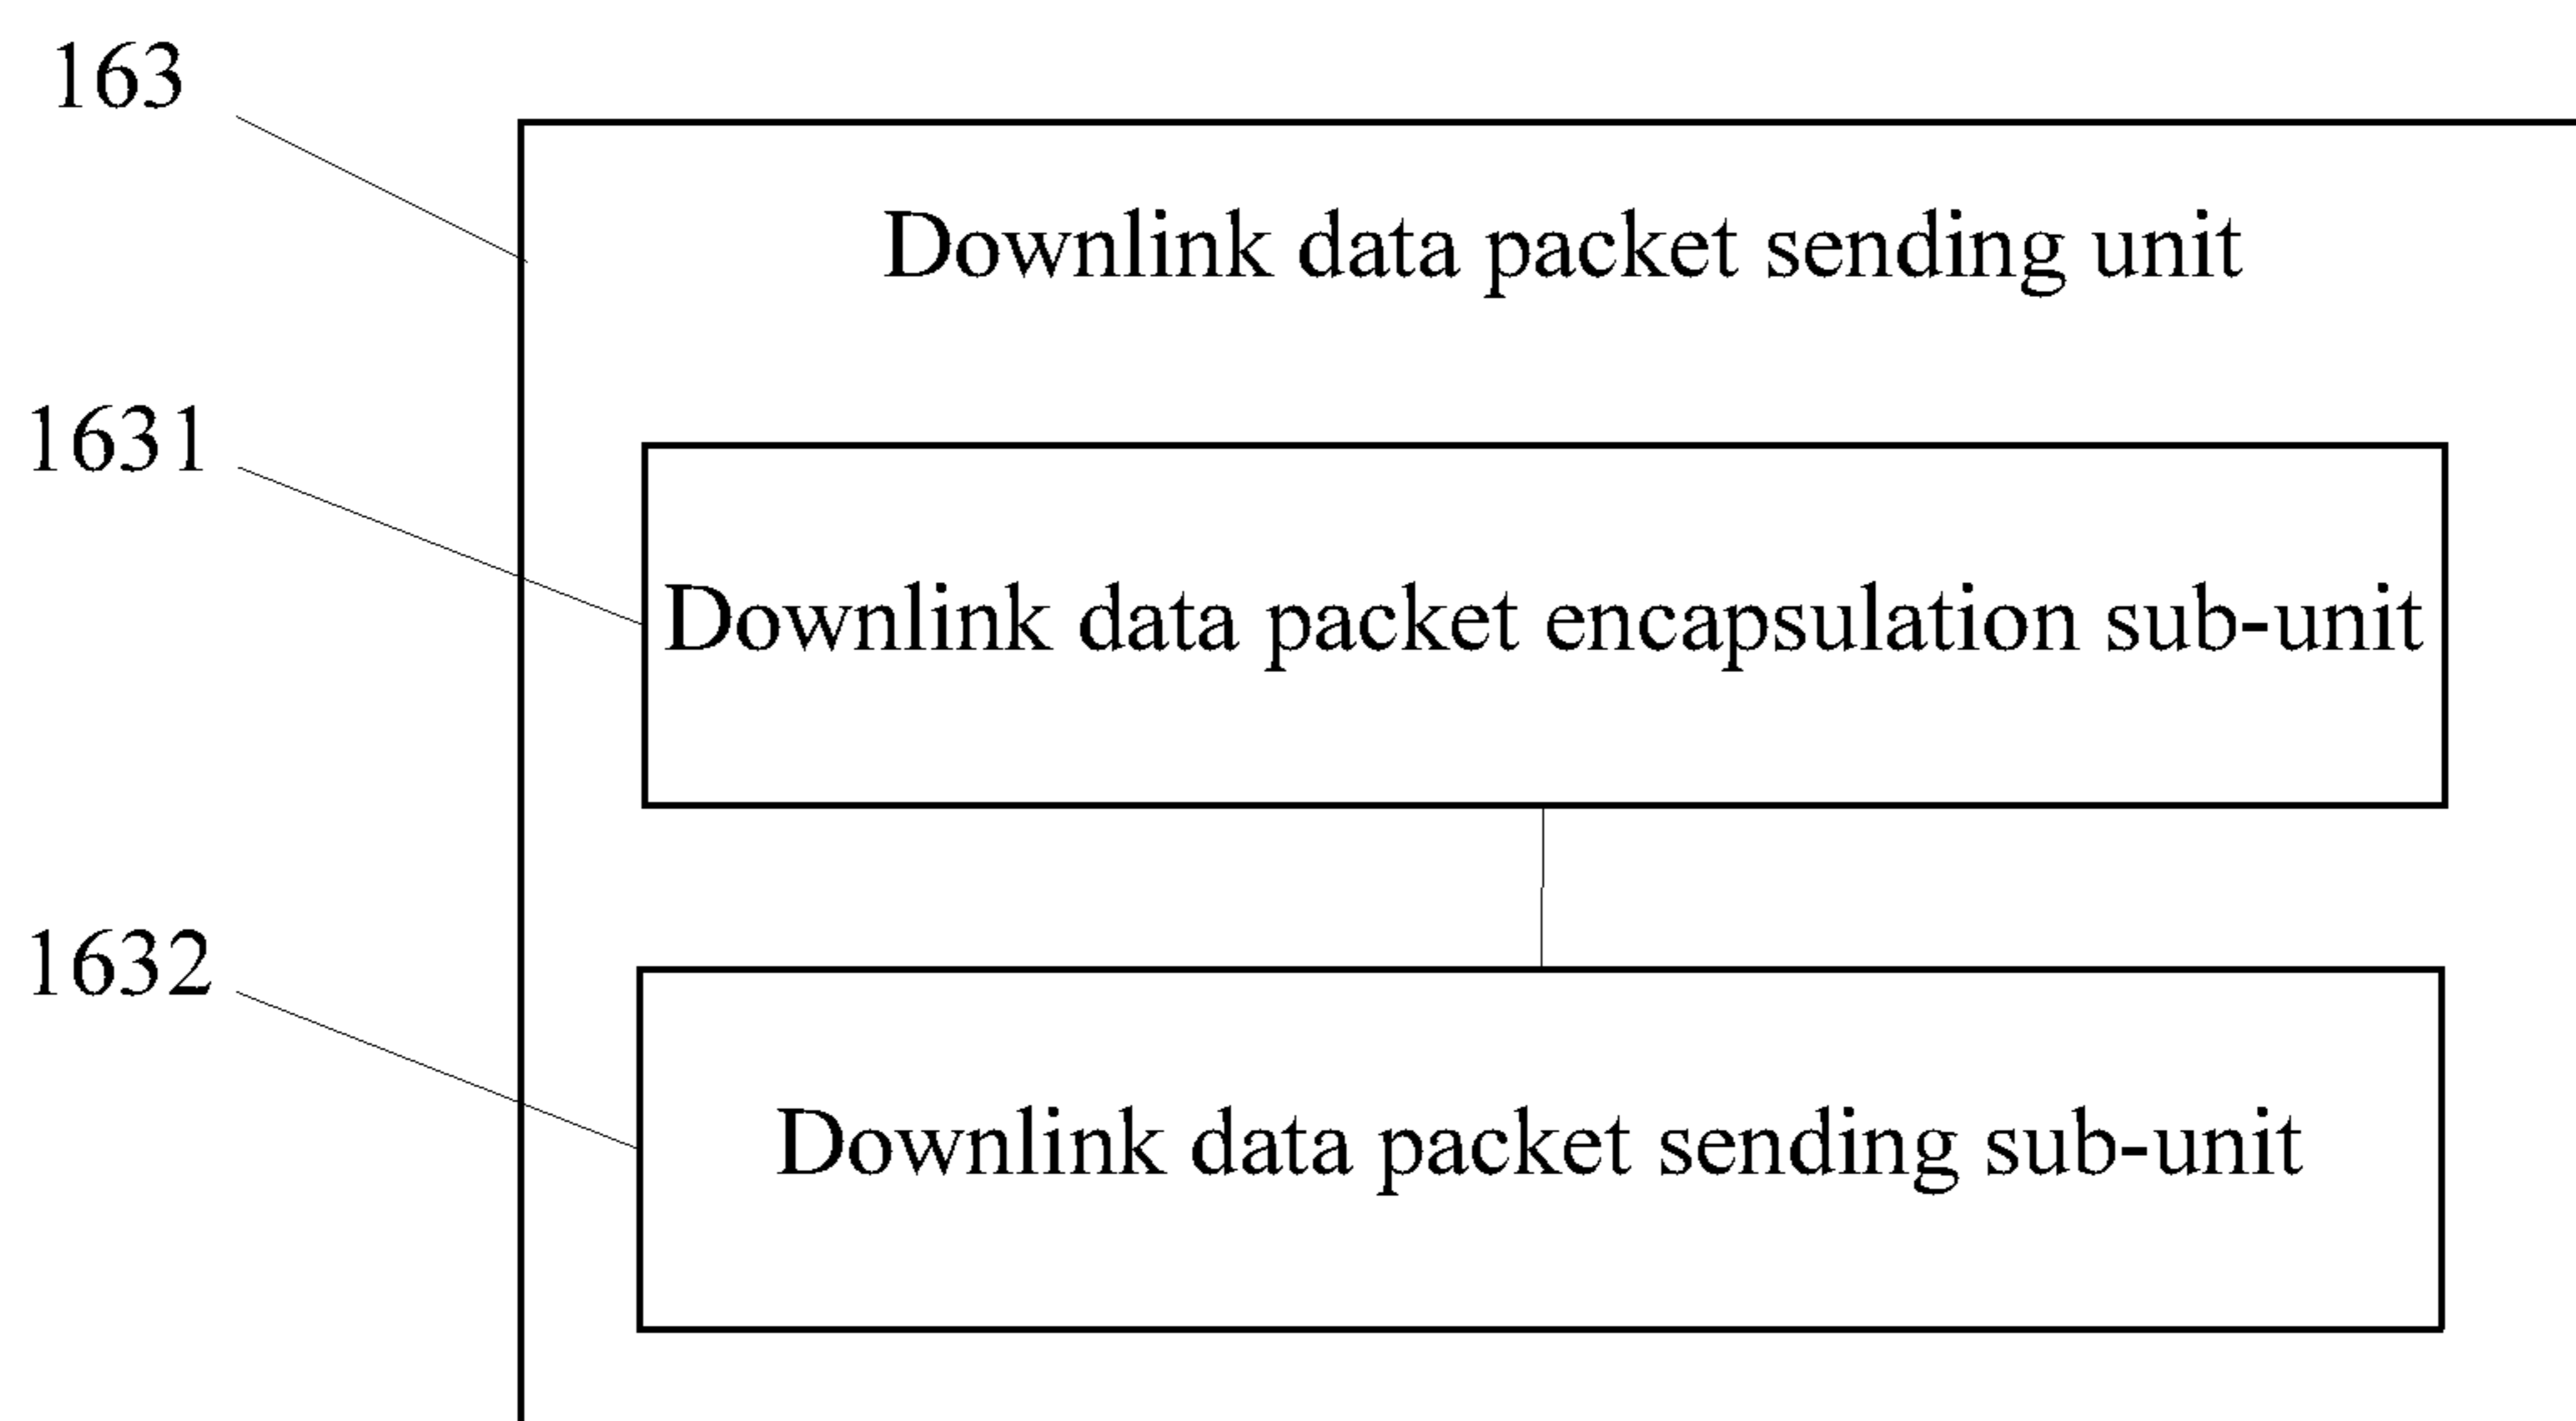 163
Downlink data packet sending unit
1631
Downlink data packet encapsulation sub-unit
1632
Downlink data packet sending sub-unit